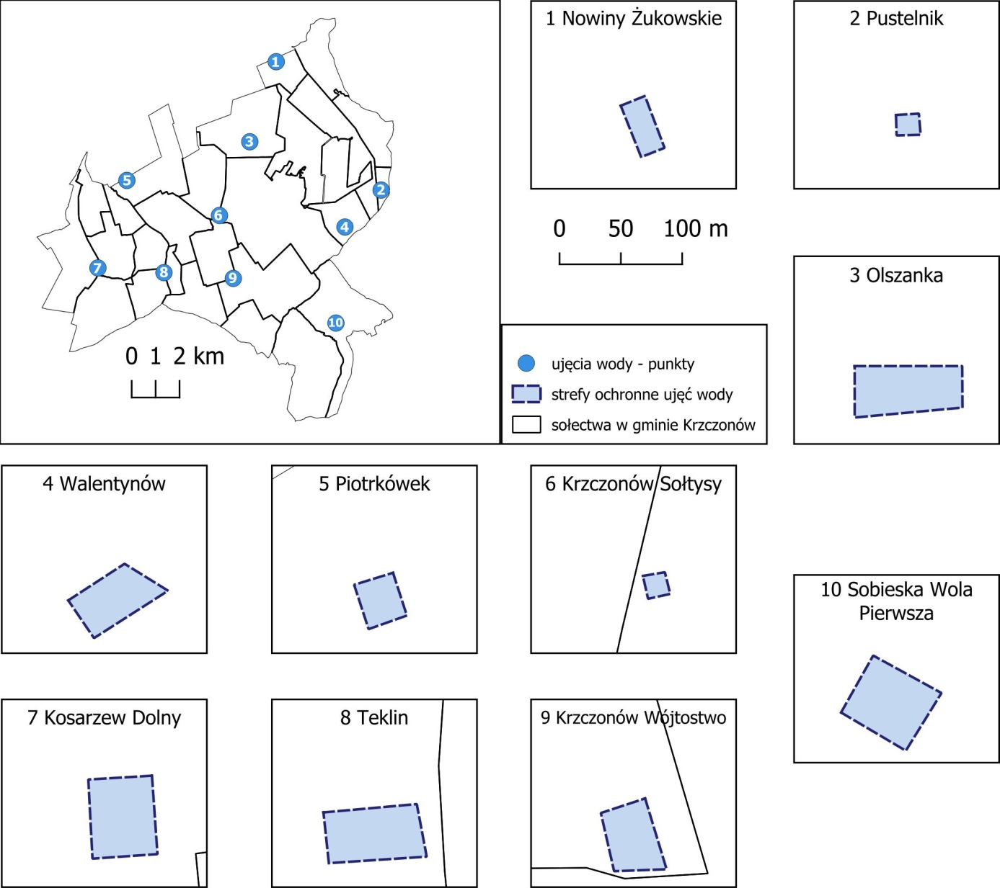 1 Nowiny Żukowskie
2 Pustelnik
1
3
5
2
6
4
7
8
9
10
0 1 2 km
0 50 100 m
3 Olszanka
ujęcia wody - punkty
strefy ochronne ujęć wody
sołectwa w gminie Krzczonów
4 Walentynów
5 Piotrkówek
6 Krzczonów Sołtysy
10 Sobieska Wola
Pierwsza
7 Kosarzew Dolny
8 Teklin
9 Krzczonów Wójtostwo